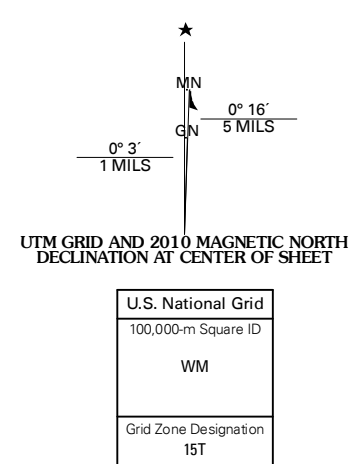 ★
MN
0° 16´
5 MILS
GN
0° 3´
1 MILS
UTM GRID AND 2010 MAGNETIC NORTH
DECLINATION AT CENTER OF SHEET
U.S. National Grid
100,000-m Square ID
WM
Grid Zone Designation
15T